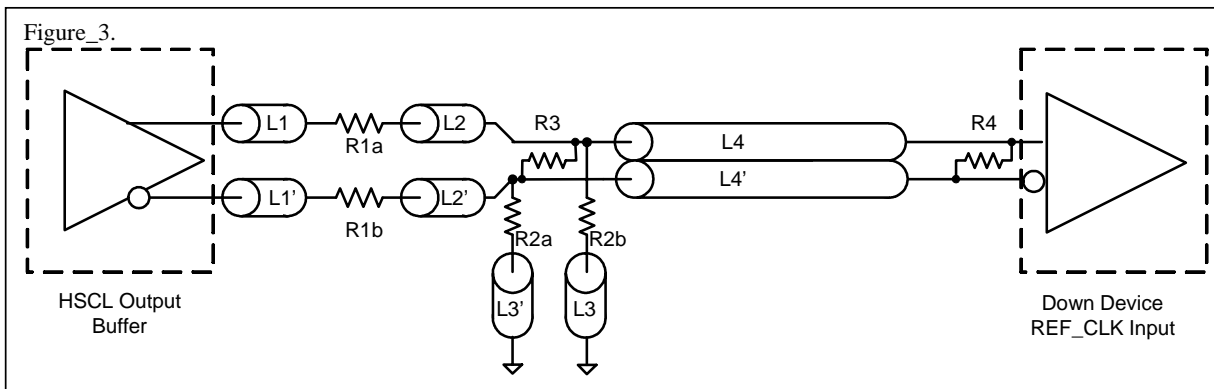 Figure_3.
L1
R1a
L2
R3
L4
R4
L1'
R1b
L2'
L4'
R2a
R2b
L3'
L3
HSCL Output
Buffer
Down Device
REF_CLK Input